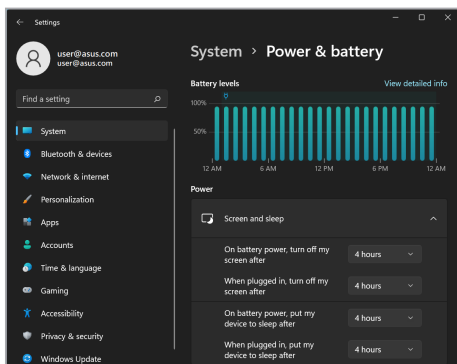 Settings
user@asus.com
user@asus.com
Find a setting
System
Bluetooth & devices
Network & internet
Personalization
Apps
Accounts
Time & language
Gaming
Accessibility
Privacy & security
Windows Update
System > Power & battery
Battery levels
View detailed info
100%
50%
12 AM
6 AM
12 PM
6 PM
12 AM
Power
Screen and sleep
On battery power, turn off my
screen after
4 hours
When plugged in, turn off my
screen after
4 hours
On battery power, put my
device to sleep after
4 hours
When plugged in, put my
device to sleep after
4 hours